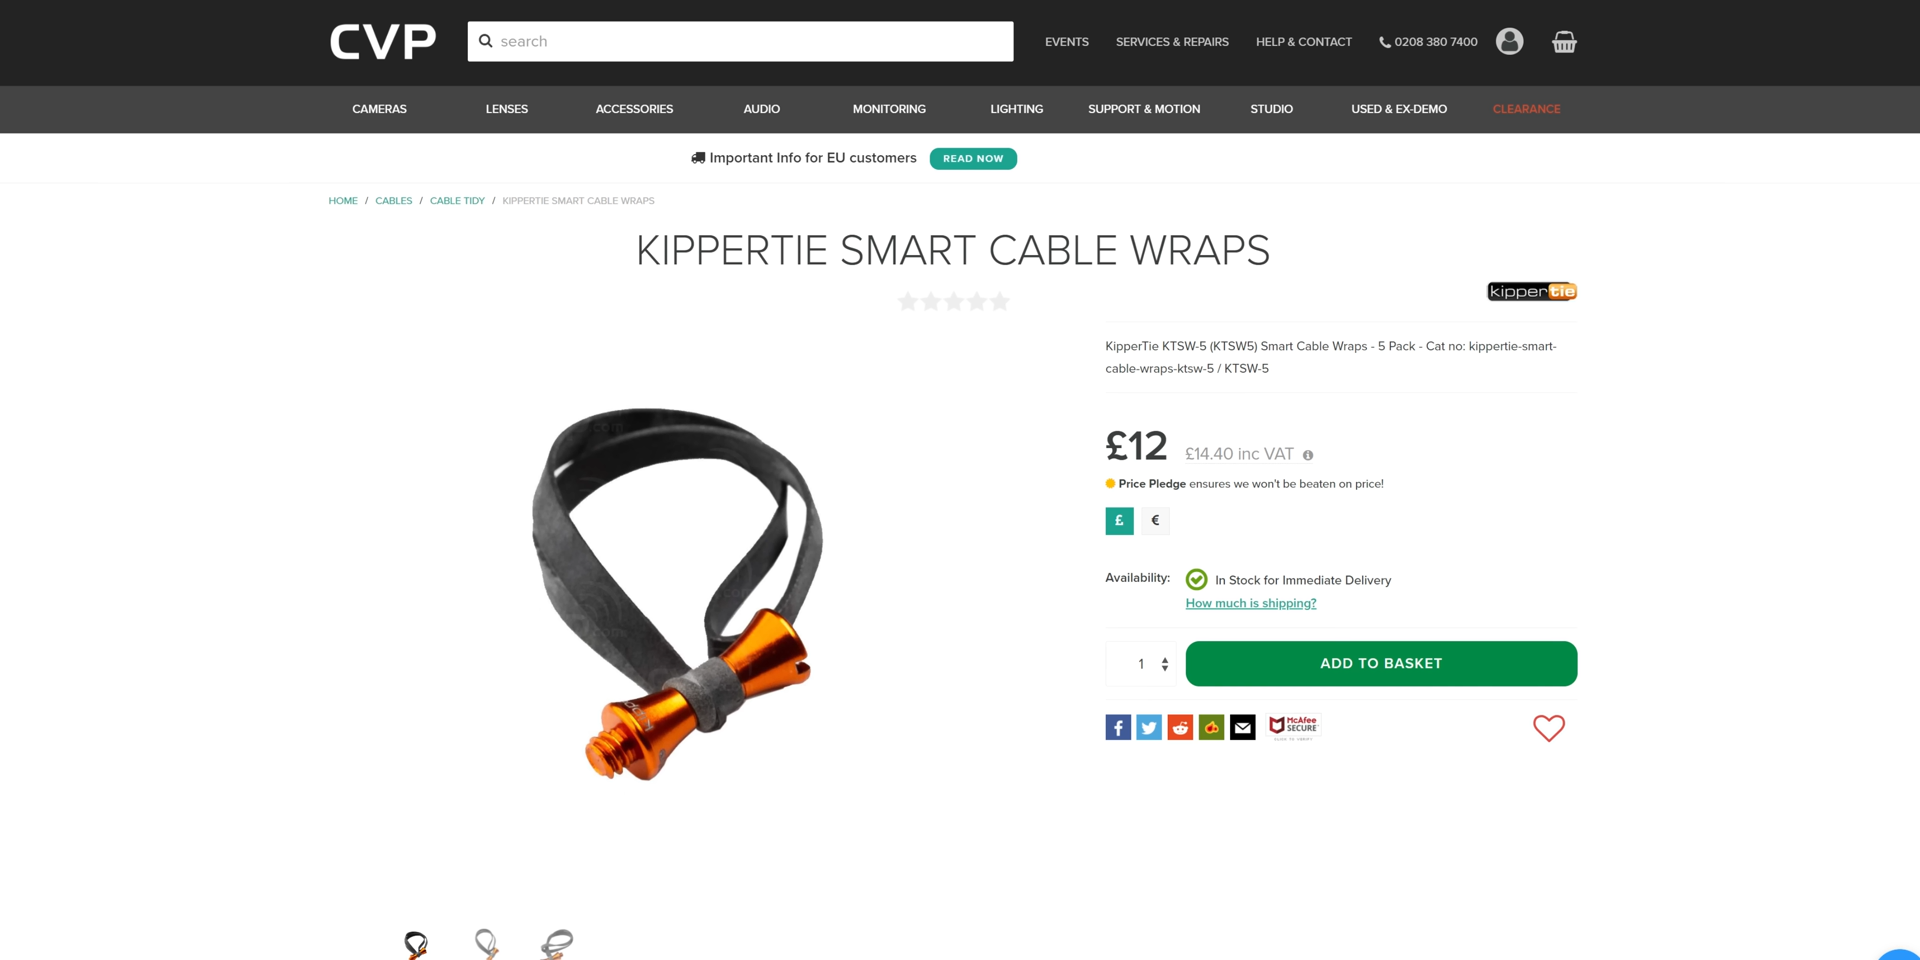 CVP
search
EVENTS
SERVICES & REPAIRS
HELP & CONTACT
0208 380 7400
CAMERAS
LENSES
ACCESSORIES
AUDIO
MONITORING
LIGHTING
SUPPORT & MOTION
STUDIO
USED & EX-DEMO
CLEARANCE
Important Info for EU customers
READ NOW
HOME / CABLES / CABLE TIDY / KIPPERTIE SMART CABLE WRAPS
KIPPERTIE SMART CABLE WRAPS
kippertie
KipperTie KTSW-5 (KTSW5) Smart Cable Wraps - 5 Pack - Cat no: kippertie-smart-
cable-wraps-ktsw-5 / KTSW-5
£12 £14.40 inc VAT
Price Pledge ensures we won't be beaten on price!
£ €
Availability:
In Stock for Immediate Delivery
How much is shipping?
1
ADD TO BASKET
McAfee
SECURE